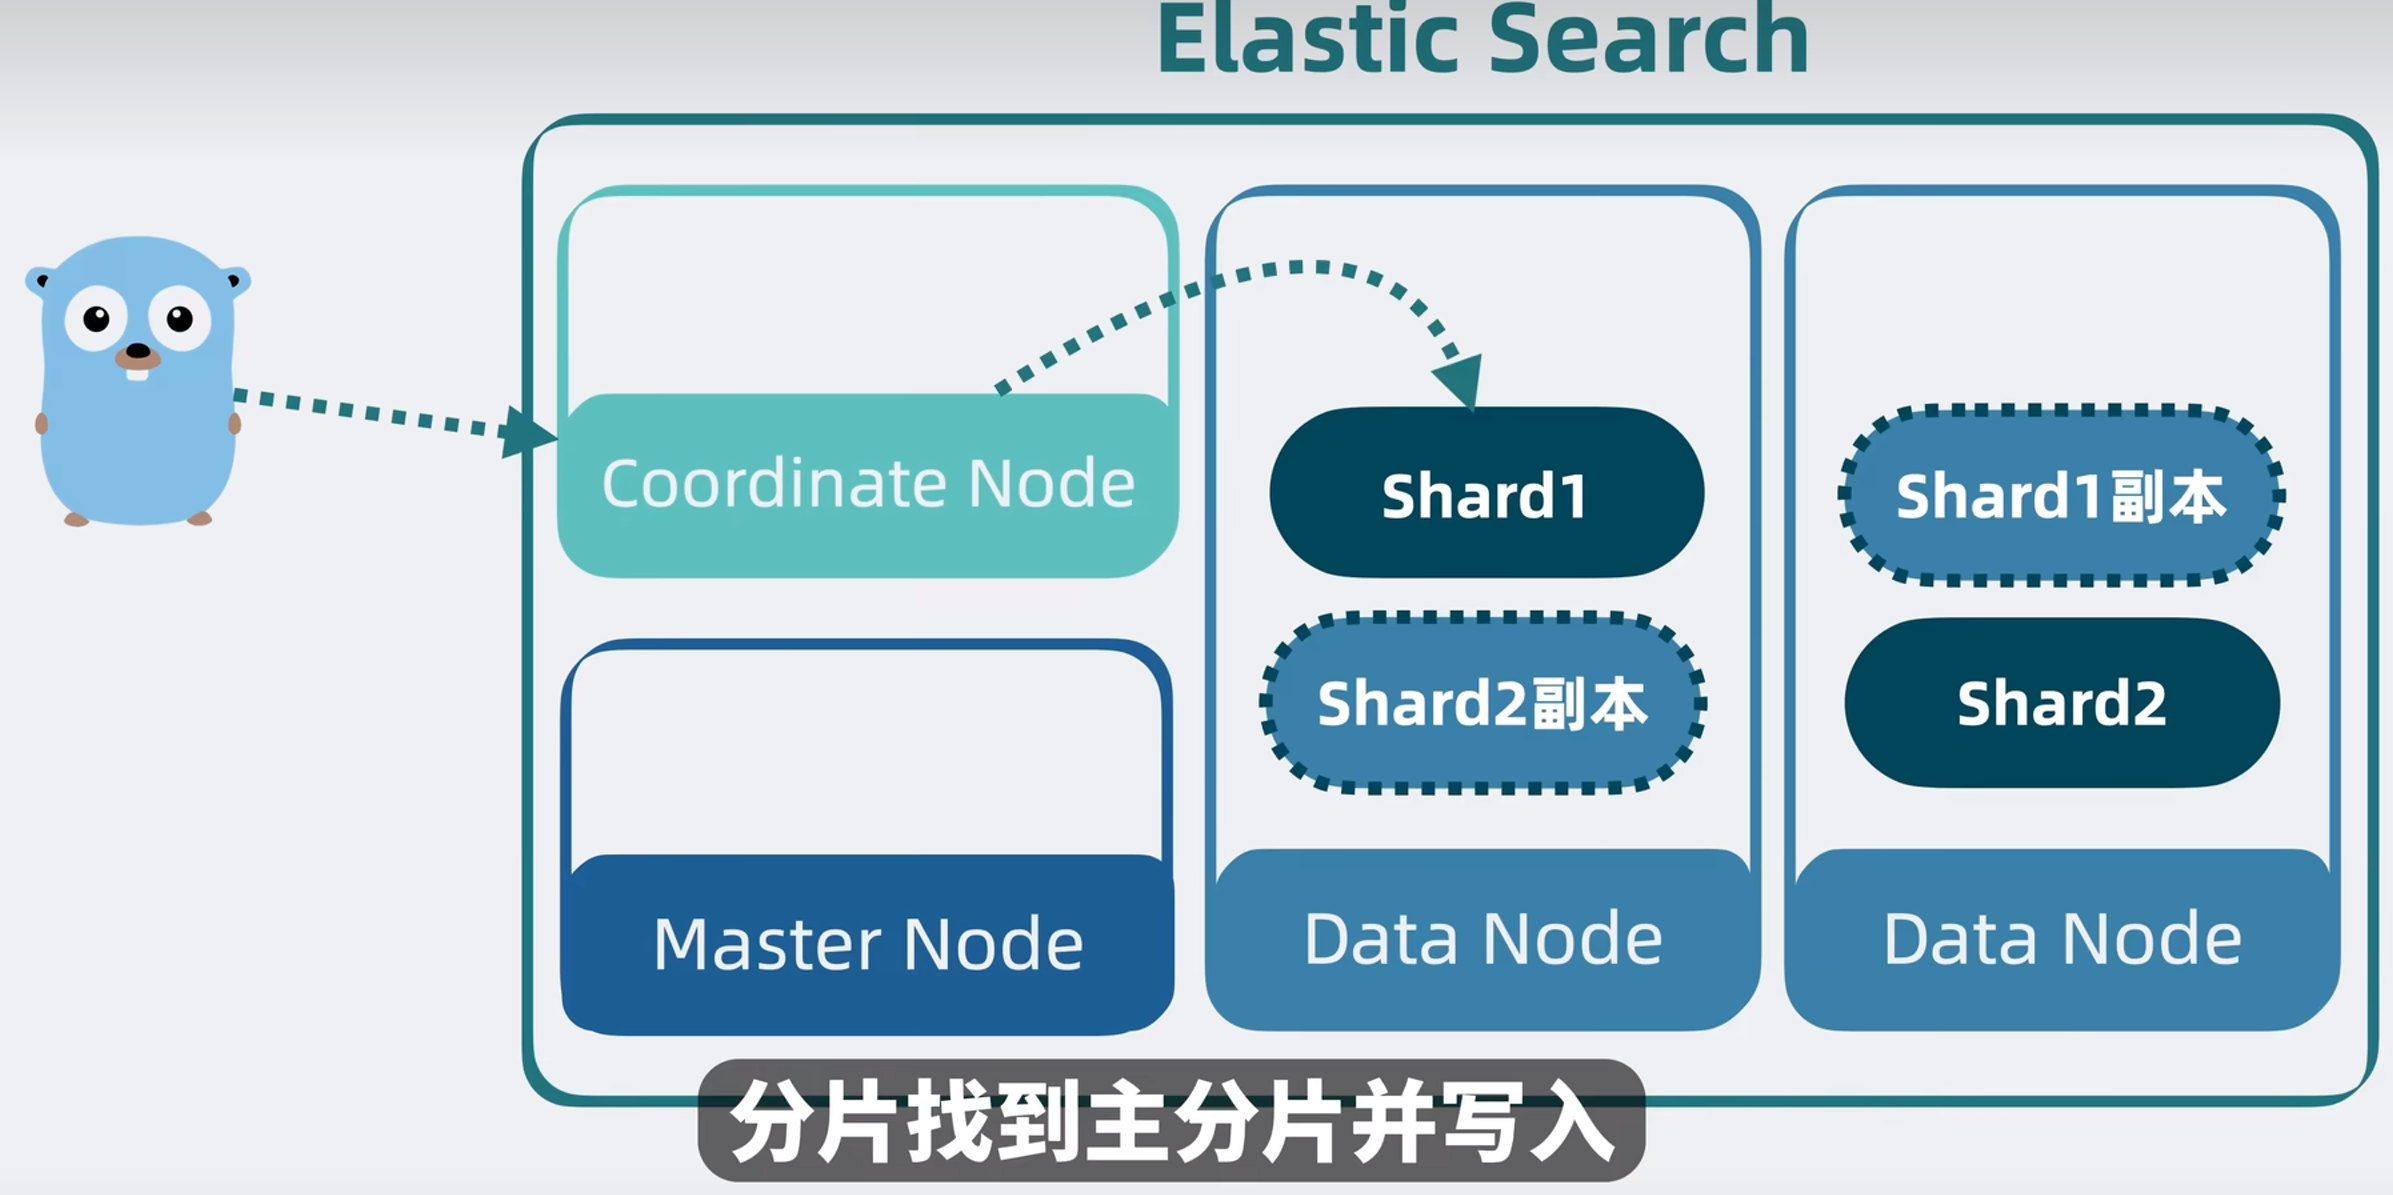 Elastic Search
Coordinate Node
Shard1
Shard1副本
Shard2副本
Shard2
Master Node
Data Node
Data Node
分片找到主分片并写入